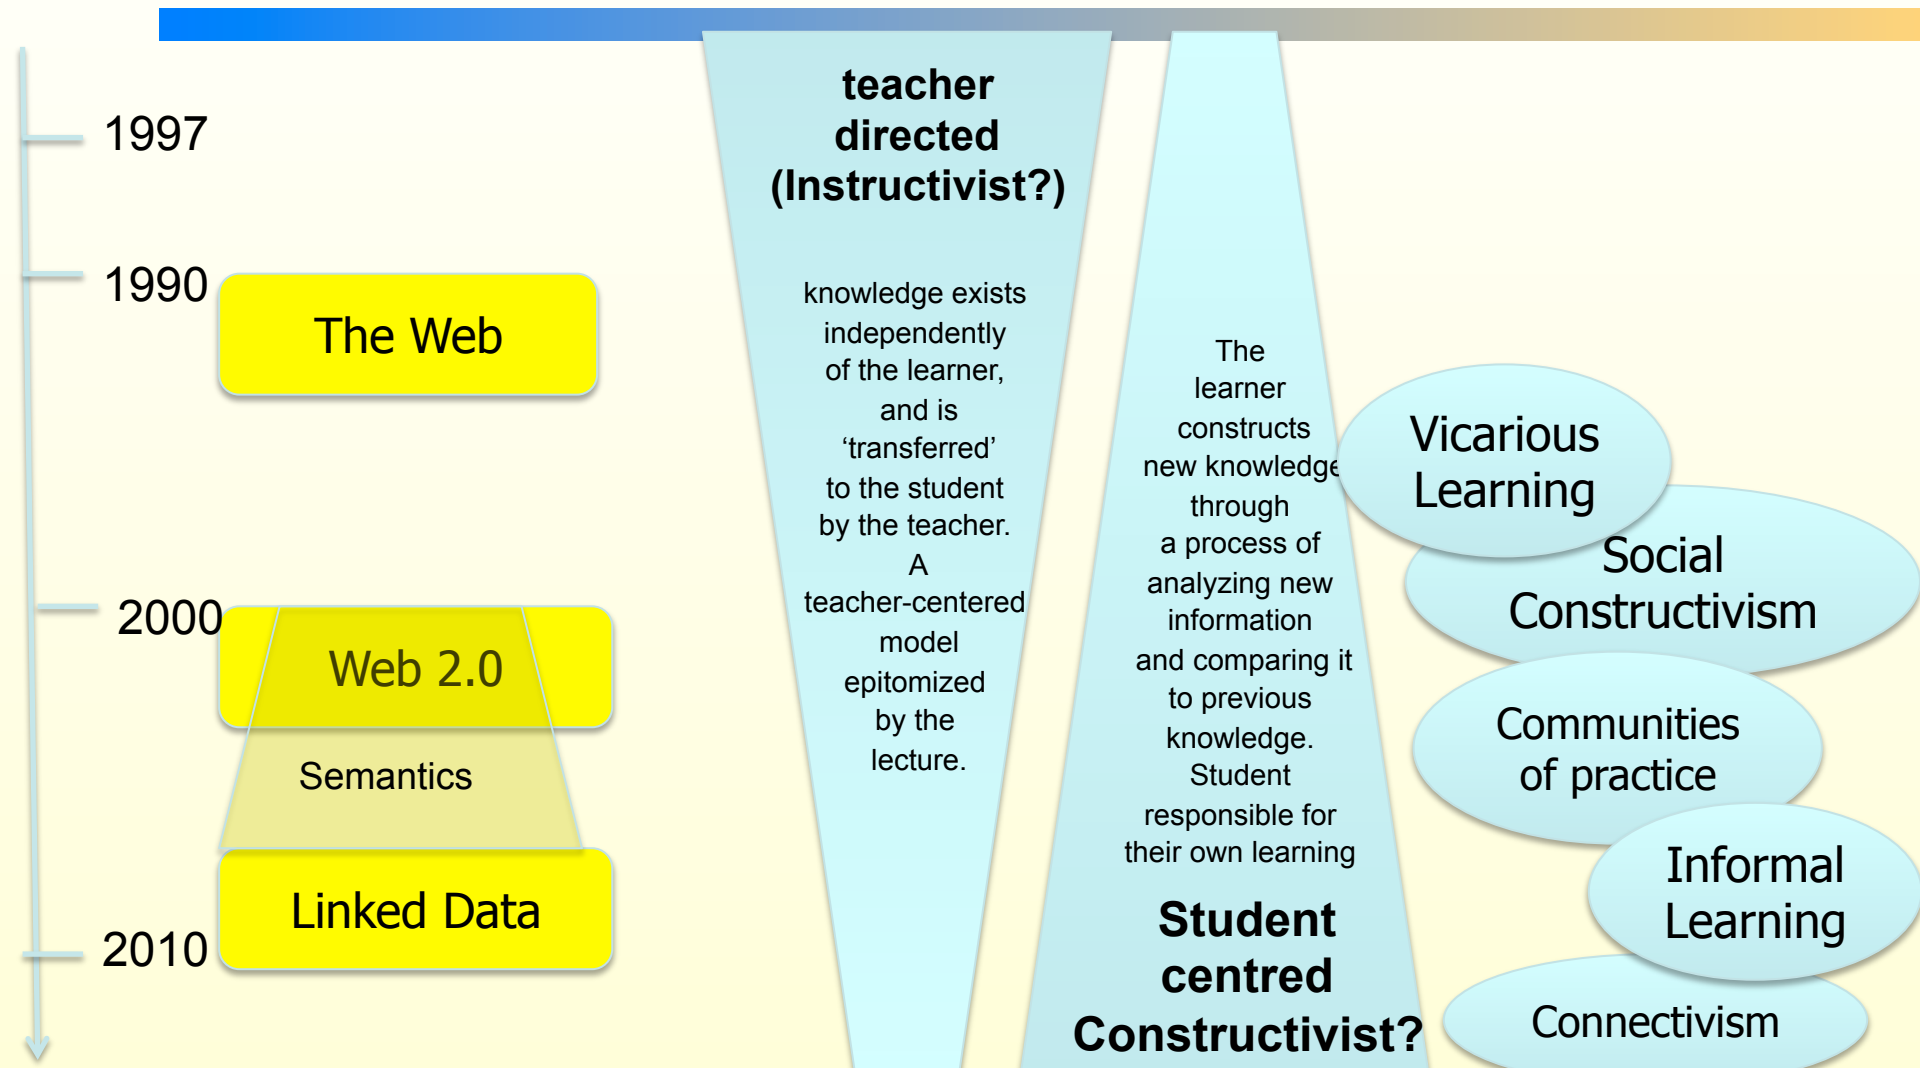 1997
1990
2000
2010
The Web
Web 2.0
Semantics
Linked Data
teacher
directed
(Instructivist?)
knowledge exists
independently
of the learner,
and is
‘transferred’
to the student
by the teacher.
A
teacher-centered
model
epitomized
by the
lecture.
The
learner
constructs
new knowledge
through
a process of
analyzing new
information
and comparing it
to previous
knowledge.
Student
responsible for
their own learning
Student
centred
Constructivist?
Vicarious
Learning
Social
Constructivism
Communities
of practice
Informal
Learning
Connectivism